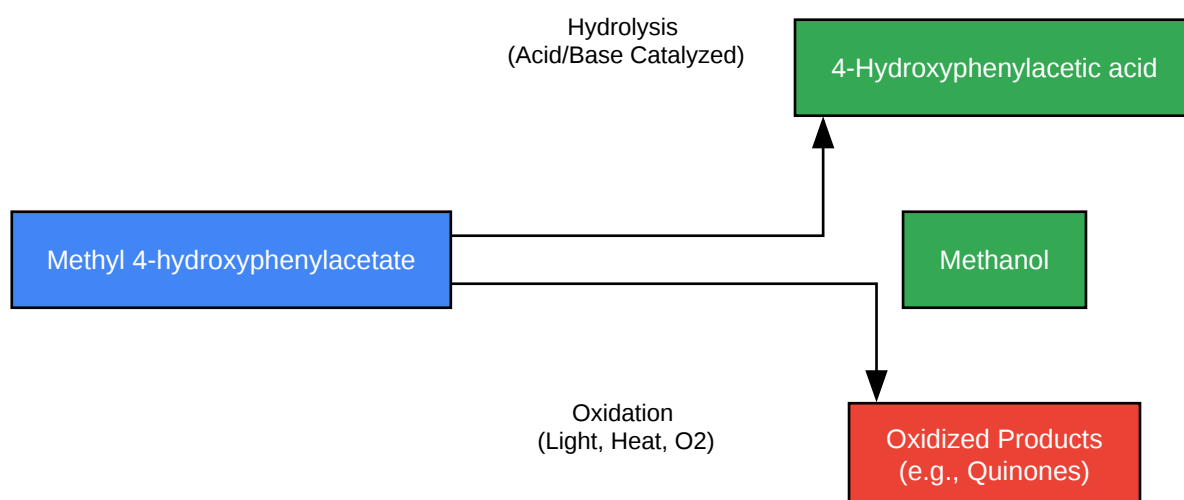 Hydrolysis
(Acid/Base Catalyzed)
4-Hydroxyphenylacetic acid
Methyl 4-hydroxyphenylacetate
Methanol
Oxidation
(Light, Heat, O2)
Oxidized Products
(e.g., Quinones)